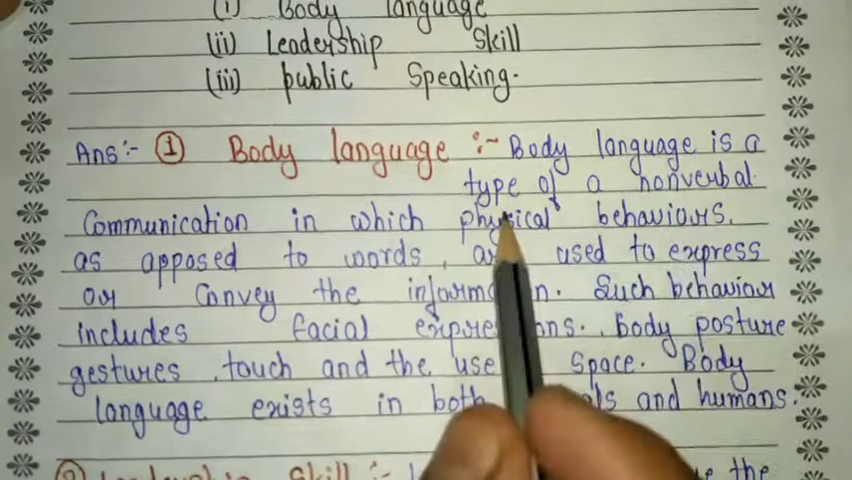 (i) Body language
(ii) Leadership Skill
(iii) public Speaking.
Ans:- ① Body language :- Body language is a
type of a nonverbal
Communication in which physical behaviours.
as opposed to words, are used to express
or Convey the information. Such behaviour
includes facial expressions. Body posture
gestures, touch and the use space. Body
language exists in both and humans.
② Leadership Skill :- the